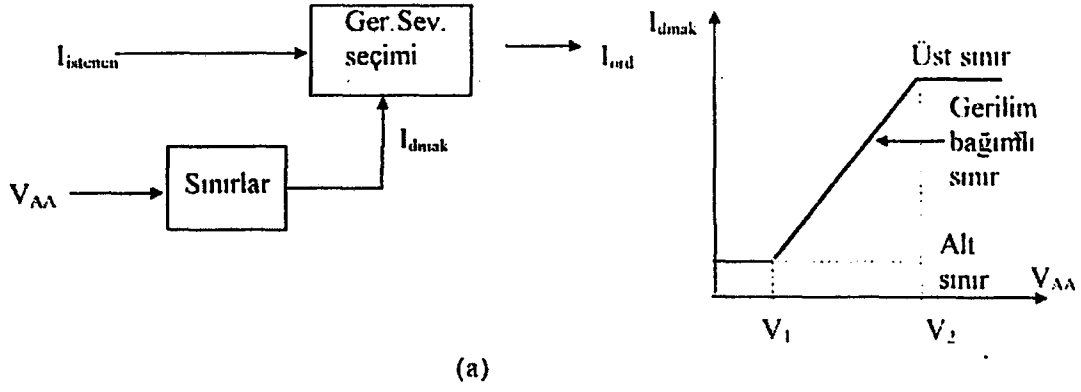 Ger.Sev.
seçimi
I_istenen
I_ord
I_dmak
Sınırlar
V_AA
(a)
I_dmak
Üst sınır
Gerilim
bağımlı
sınır
Alt
sınır
V_AA
V_1
V_2